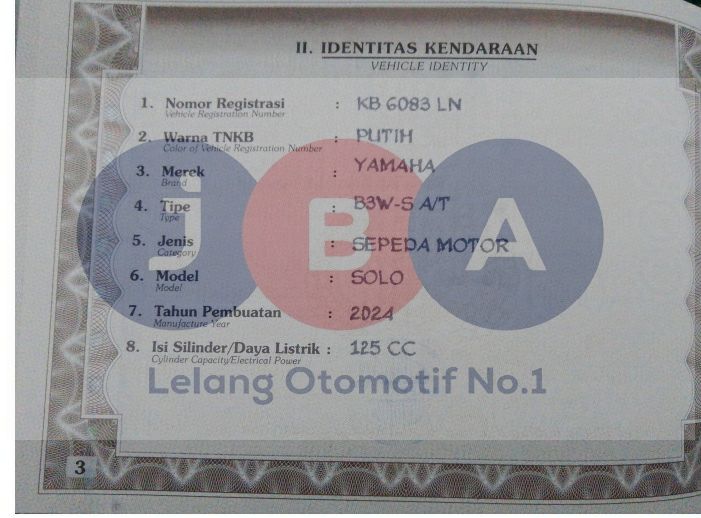 II. IDENTITAS KENDARAAN
VEHICLE IDENTITY
1. Nomor Registrasi : KB 6083 LN
Vehicle Registration Number
2. Warna TNKB : PUTIH
Color of Vehicle Registration Number
3. Merek : YAMAHA
Brand
4. Tipe : B3W-S A/T
Type
5. Jenis : SEPEDA MOTOR
Category
6. Model : SOLO
Model
7. Tahun Pembuatan : 2024
Manufacture Year
8. Isi Silinder/Daya Listrik : 125 CC
Cylinder Capacity/Electrical Power
JBA
Lelang Otomotif No.1
3